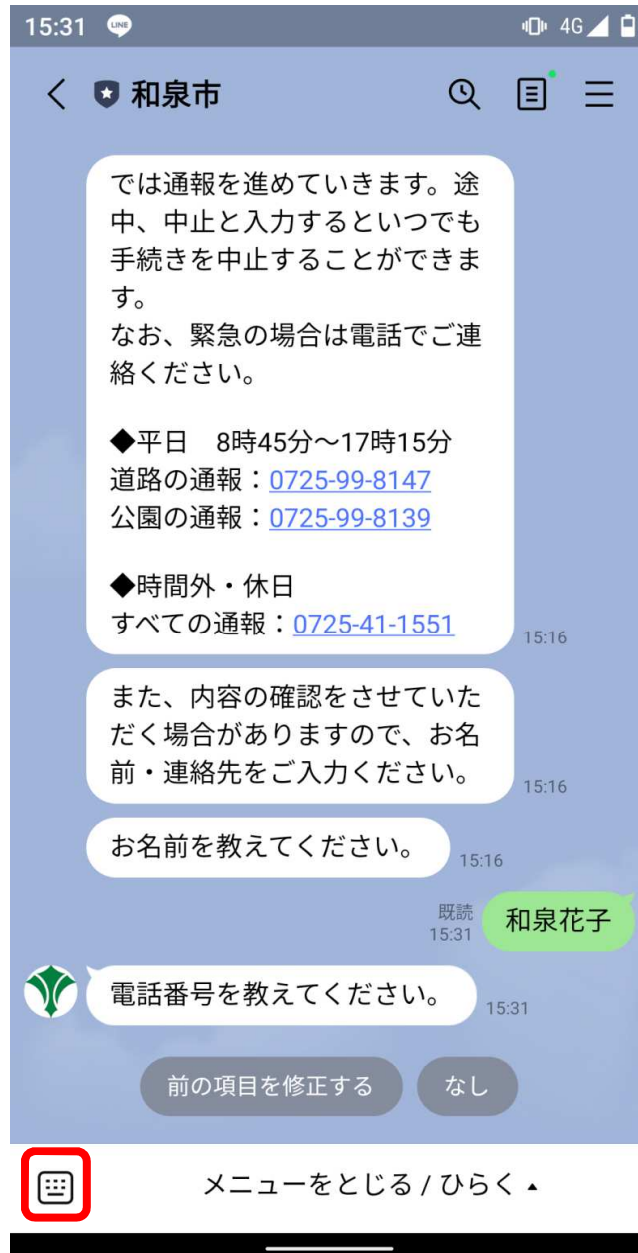 15:31 LINE 4G
和泉市
では通報を進めていきます。途
中、中止と入力するといつでも
手続きを中止することができま
す。
なお、緊急の場合は電話でご連
絡ください。
◆平日　8時45分～17時15分
道路の通報：0725-99-8147
公園の通報：0725-99-8139
◆時間外・休日
すべての通報：0725-41-1551
15:16
また、内容の確認をさせていた
だく場合がありますので、お名
前・連絡先をご入力ください。
15:16
お名前を教えてください。
15:16
既読
15:31
和泉花子
電話番号を教えてください。
15:31
前の項目を修正する
なし
メニューをとじる / ひらく